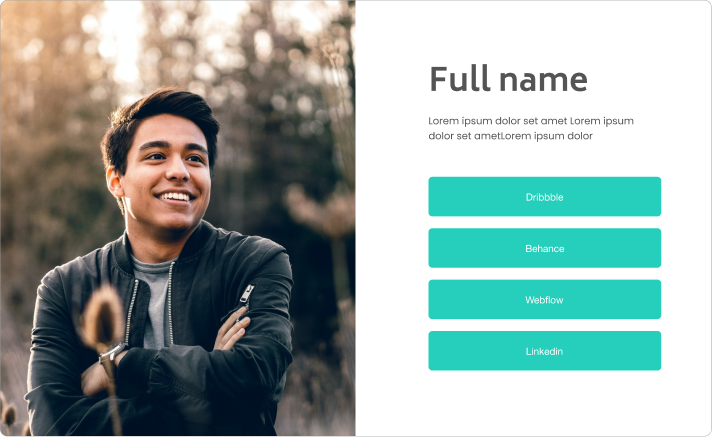 Full name
Lorem ipsum dolor set amet Lorem ipsum
dolor set ametLorem ipsum dolor
Dribbble
Behance
Webflow
Linkedin